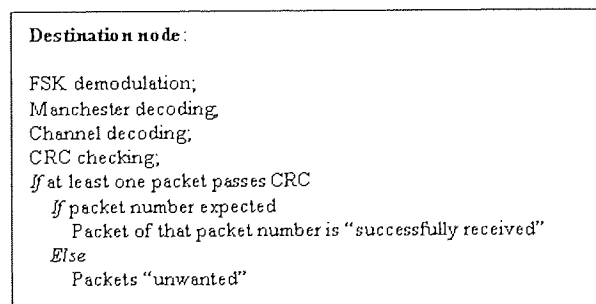 Destination node:
FSK demodulation;
Manchester decoding,
Channel decoding;
CRC checking;
If at least one packet passes CRC
If packet number expected
Packet of that packet number is “successfully received”
Else
Packets “unwanted”